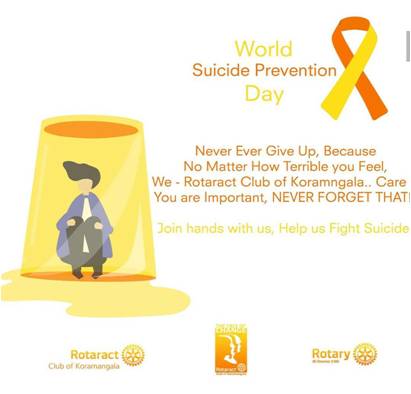 World
Suicide Prevention
Day
Never Ever Give Up, Because
No Matter How Terrible you Feel,
We - Rotaract Club of Koramngala.. Care
You are Important, NEVER FORGET THAT!
Join hands with us, Help us Fight Suicide
Rotaract
Club of Koramangala
Rotaract
Rotary